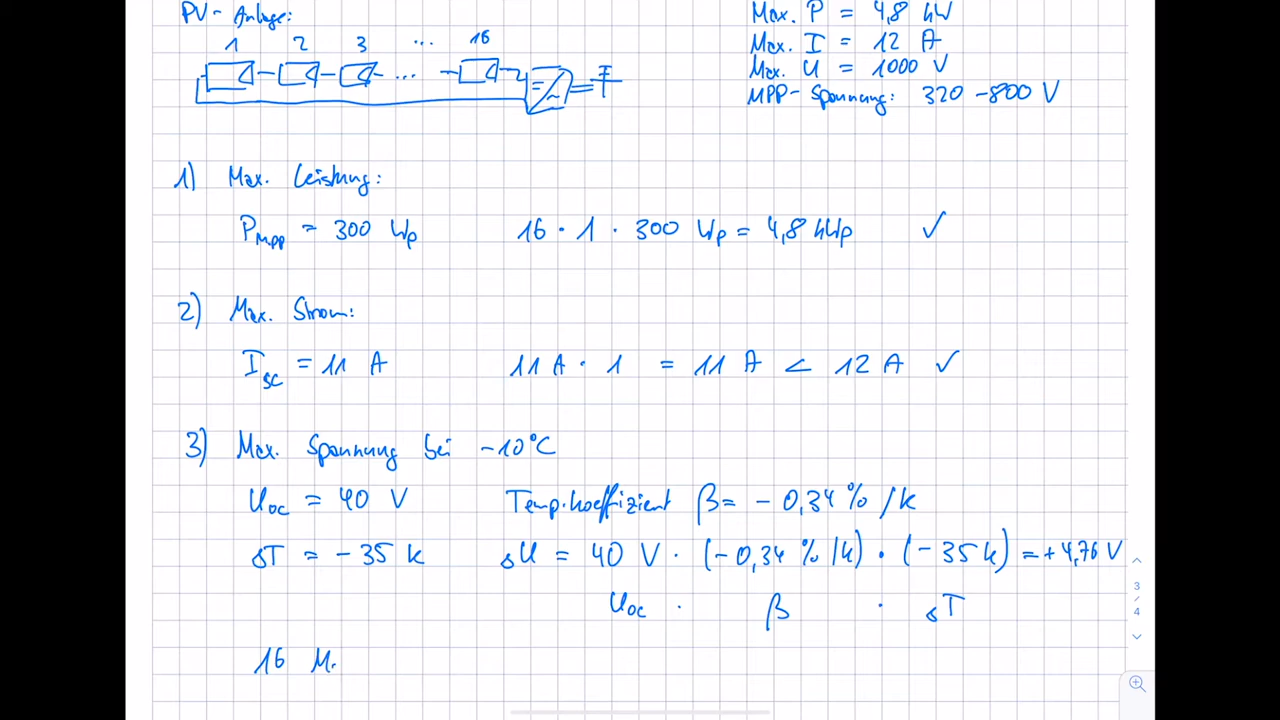 PV-Anlage:
1 2 3 ... 16
...
= ~
Max. P = 4,8 kW
Max. I = 12 A
Max. U = 1000 V
MPP-Spannung: 320 - 800 V
1) Max. Leistung:
P_MPP = 300 Wp 16 · 1 · 300 Wp = 4,8 kWp ✓
2) Max. Strom:
I_SC = 11 A 11 A · 1 = 11 A < 12 A ✓
3) Max. Spannung bei -10°C
U_OC = 40 V Temp.koeffizient β = - 0,34 % /K
ΔT = - 35 K ΔU = 40 V · (- 0,34 % /K) · (- 35 K) = + 4,76 V
U_OC · β · ΔT
16 M.
3 / 4